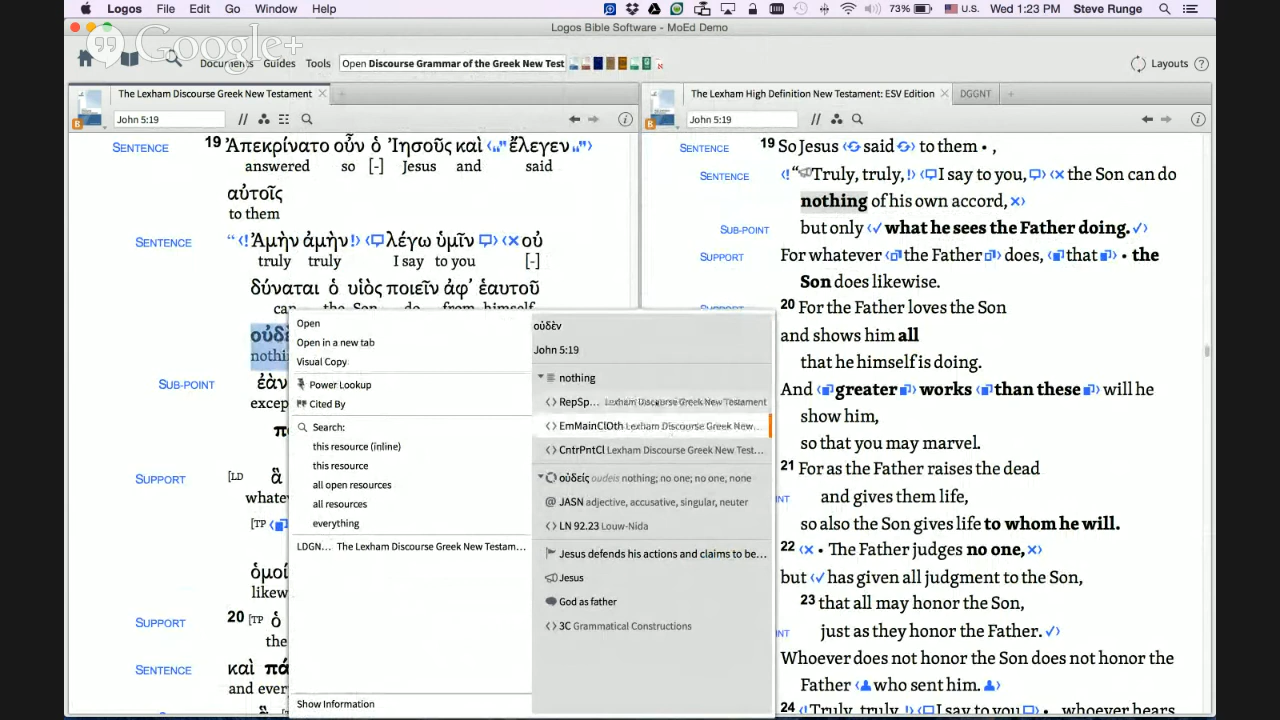 Logos File Edit Go Window Help 73% U.S. Wed 1:23 PM Steve Runge
Logos Bible Software - MoEd Demo
Google+
Documents Guides Tools Open Discourse Grammar of the Greek New Test Layouts
The Lexham Discourse Greek New Testament
John 5:19
SENTENCE 19 Ἀπεκρίνατο οὖν ὁ Ἰησοῦς καὶ ἔλεγεν
answered so [-] Jesus and said
αὐτοῖς
to them
SENTENCE “ Ἀμὴν ἀμὴν λέγω ὑμῖν οὐ
truly truly I say to you [-]
δύναται ὁ υἱὸς ποιεῖν ἀφ’ ἑαυτοῦ
SUB-POINT
SUPPORT [LD ἃ
[TP
SUPPORT 20 [TP ὁ
the
SENTENCE καὶ
Open
Open in a new tab
Visual Copy
Power Lookup
Cited By
Search:
this resource (inline)
this resource
all open resources
all resources
everything
LDGN... The Lexham Discourse Greek New Testam...
Show Information
οὐδὲν
John 5:19
nothing
RepSp... Lexham Discourse Greek New Testament
EmMainClOth Lexham Discourse Greek New...
CntrPntCl Lexham Discourse Greek New Test...
οὐδείς oudeis nothing; no one; no one, none
@ JASN adjective, accusative, singular, neuter
LN 92.23 Louw-Nida
Jesus defends his actions and claims to be...
Jesus
God as father
3C Grammatical Constructions
The Lexham High Definition New Testament: ESV Edition DGGNT
John 5:19
SENTENCE 19 So Jesus said to them • ,
SENTENCE “Truly, truly, I say to you, the Son can do
nothing of his own accord,
SUB-POINT but only what he sees the Father doing.
SUPPORT For whatever the Father does, that • the
Son does likewise.
20 For the Father loves the Son
and shows him all
that he himself is doing.
And greater works than these will he
show him,
so that you may marvel.
21 For as the Father raises the dead
and gives them life,
so also the Son gives life to whom he will.
22 • The Father judges no one,
but has given all judgment to the Son,
23 that all may honor the Son,
just as they honor the Father.
Whoever does not honor the Son does not honor the
Father who sent him.
24 “Truly, truly, I say to you • , whoever hears